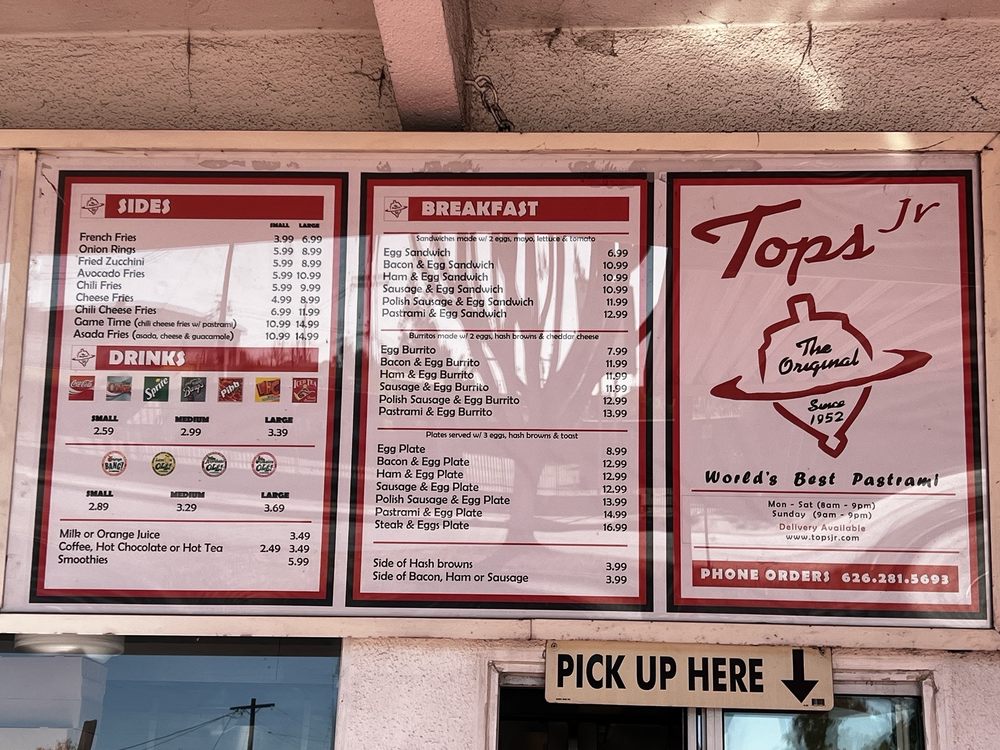 SIDES
SMALL LARGE
French Fries 3.99 6.99
Onion Rings 5.99 8.99
Fried Zucchini 5.99 8.99
Avocado Fries 5.99 10.99
Chili Fries 5.99 9.99
Cheese Fries 4.99 8.99
Chili Cheese Fries 6.99 11.99
Game Time (chili cheese fries w/ pastrami) 10.99 14.99
Asada Fries (asada, cheese & guacamole) 10.99 14.99
DRINKS
Coca-Cola Sprite Pibb
SMALL MEDIUM LARGE
2.59 2.99 3.39
BANG!
SMALL MEDIUM LARGE
2.89 3.29 3.69
Milk or Orange Juice 3.49
Coffee, Hot Chocolate or Hot Tea 2.49 3.49
Smoothies 5.99
BREAKFAST
Sandwiches made w/ 2 eggs, mayo, lettuce & tomato
Egg Sandwich 6.99
Bacon & Egg Sandwich 10.99
Ham & Egg Sandwich 10.99
Sausage & Egg Sandwich 10.99
Polish Sausage & Egg Sandwich 11.99
Pastrami & Egg Sandwich 12.99
Burritos made w/ 2 eggs, hash browns & cheddar cheese
Egg Burrito 7.99
Bacon & Egg Burrito 11.99
Ham & Egg Burrito 11.99
Sausage & Egg Burrito 11.99
Polish Sausage & Egg Burrito 12.99
Pastrami & Egg Burrito 13.99
Plates served w/ 3 eggs, hash browns & toast
Egg Plate 8.99
Bacon & Egg Plate 12.99
Ham & Egg Plate 12.99
Sausage & Egg Plate 12.99
Polish Sausage & Egg Plate 13.99
Pastrami & Egg Plate 14.99
Steak & Eggs Plate 16.99
Side of Hash browns 3.99
Side of Bacon, Ham or Sausage 3.99
Tops Jr
The
Original
Since
1952
World's Best Pastrami
Mon - Sat (8am - 9pm)
Sunday (9am - 9pm)
Delivery Available
www.topsjr.com
PHONE ORDERS 626.281.5693
PICK UP HERE